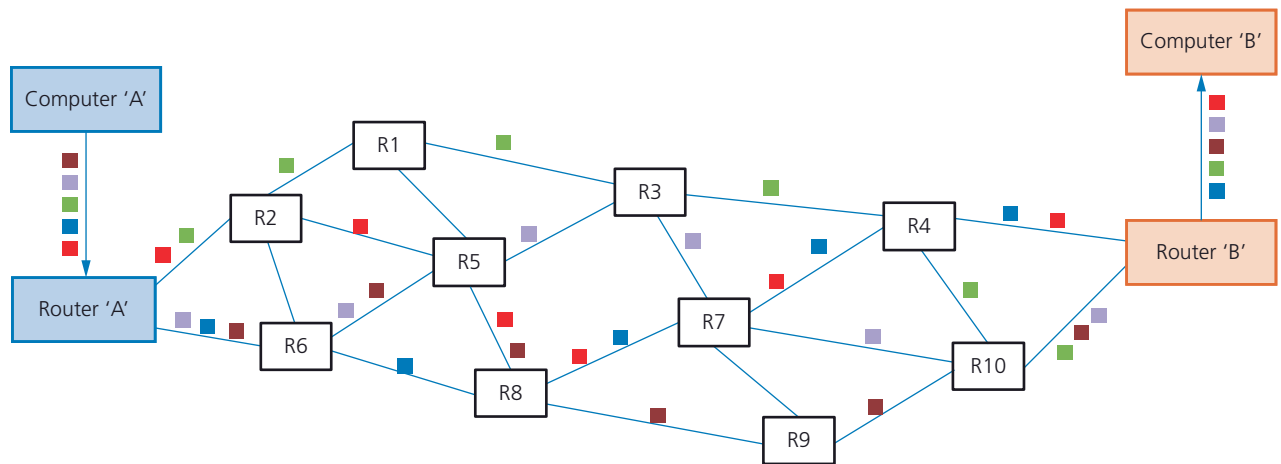 Computer ‘A’
Router ‘A’
R1
R2
R3
R4
R5
R6
R7
R8
R9
R10
Computer ‘B’
Router ‘B’